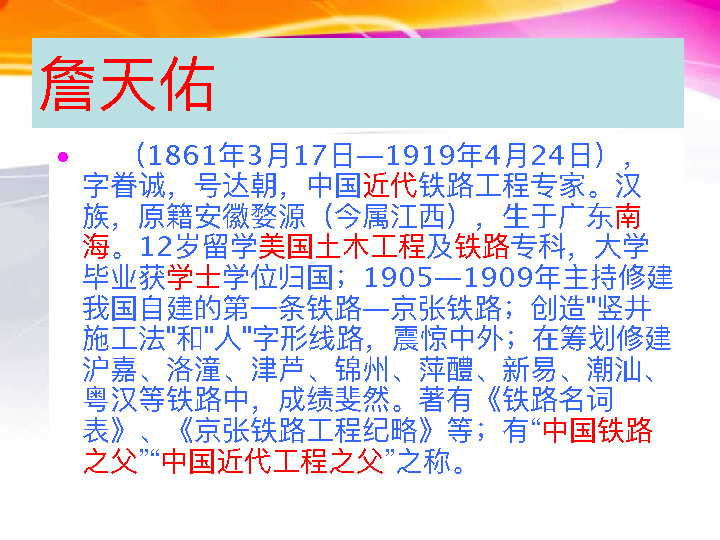 詹天佑
• （1861年3月17日—1919年4月24日），
字眷诚，号达朝，中国近代铁路工程专家。汉
族，原籍安徽婺源（今属江西），生于广东南
海。12岁留学美国土木工程及铁路专科，大学
毕业获学士学位归国；1905—1909年主持修建
我国自建的第一条铁路—京张铁路；创造"竖井
施工法"和"人"字形线路，震惊中外；在筹划修建
沪嘉、洛潼、津芦、锦州、萍醴、新易、潮汕、
粤汉等铁路中，成绩斐然。著有《铁路名词
表》、《京张铁路工程纪略》等；有“中国铁路
之父”“中国近代工程之父”之称。